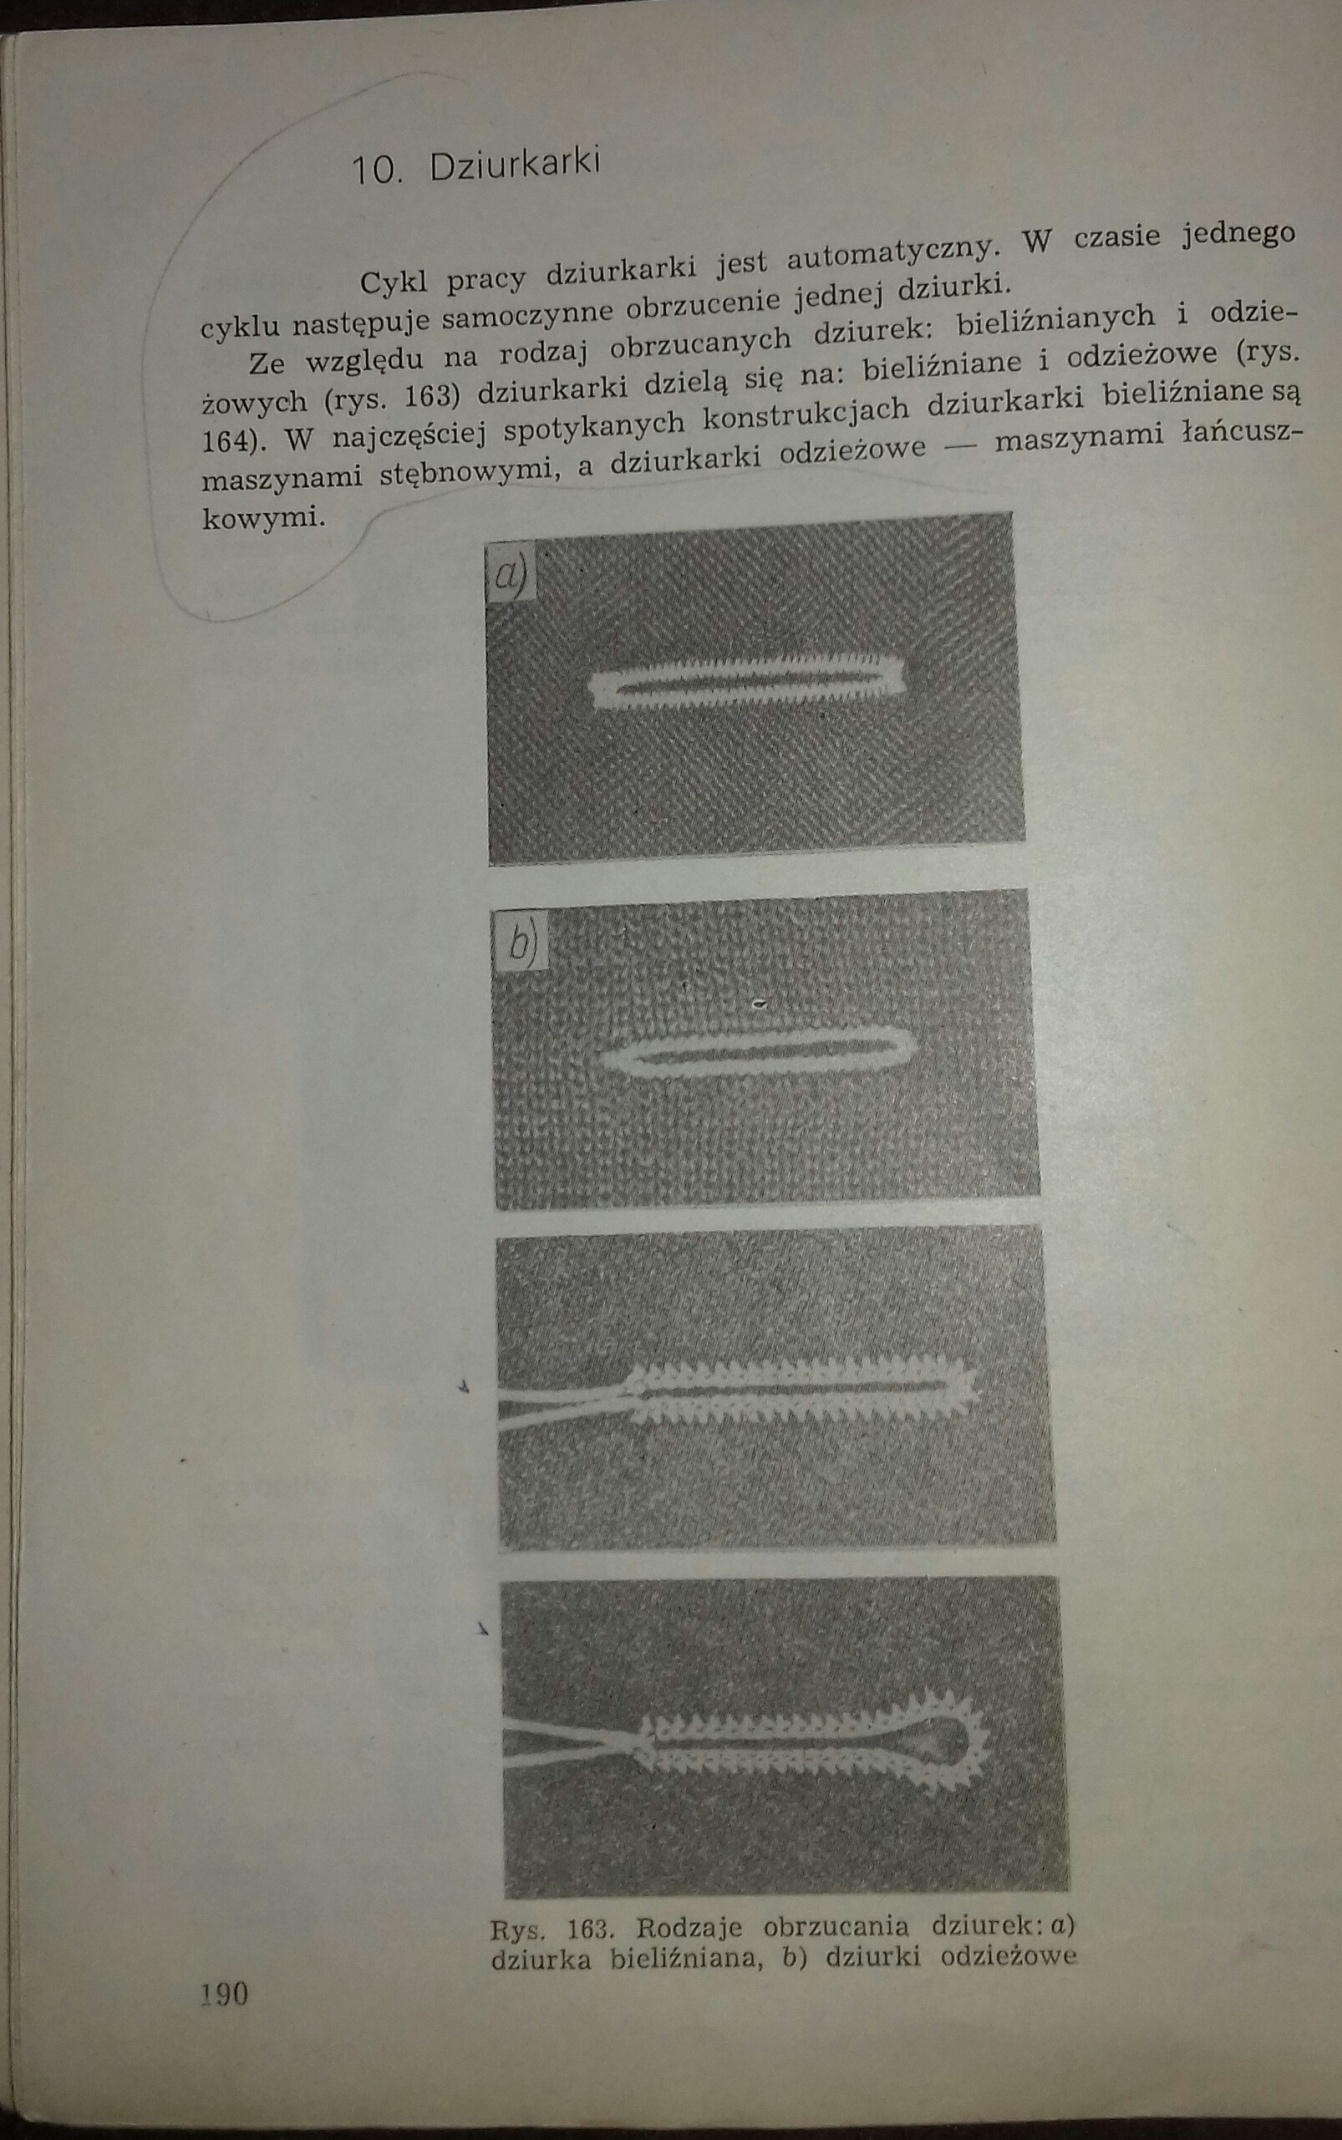 10. Dziurkarki
Cykl pracy dziurkarki jest automatyczny. W czasie jednego
cyklu następuje samoczynne obrzucenie jednej dziurki.
Ze względu na rodzaj obrzucanych dziurek: bieliźnianych i odzie-
żowych (rys. 163) dziurkarki dzielą się na: bieliźniane i odzieżowe (rys.
164). W najczęściej spotykanych konstrukcjach dziurkarki bieliźniane są
maszynami stębnowymi, a dziurkarki odzieżowe — maszynami łańcusz-
kowymi.
a)
b)
Rys. 163. Rodzaje obrzucania dziurek: a)
dziurka bieliźniana, b) dziurki odzieżowe
190